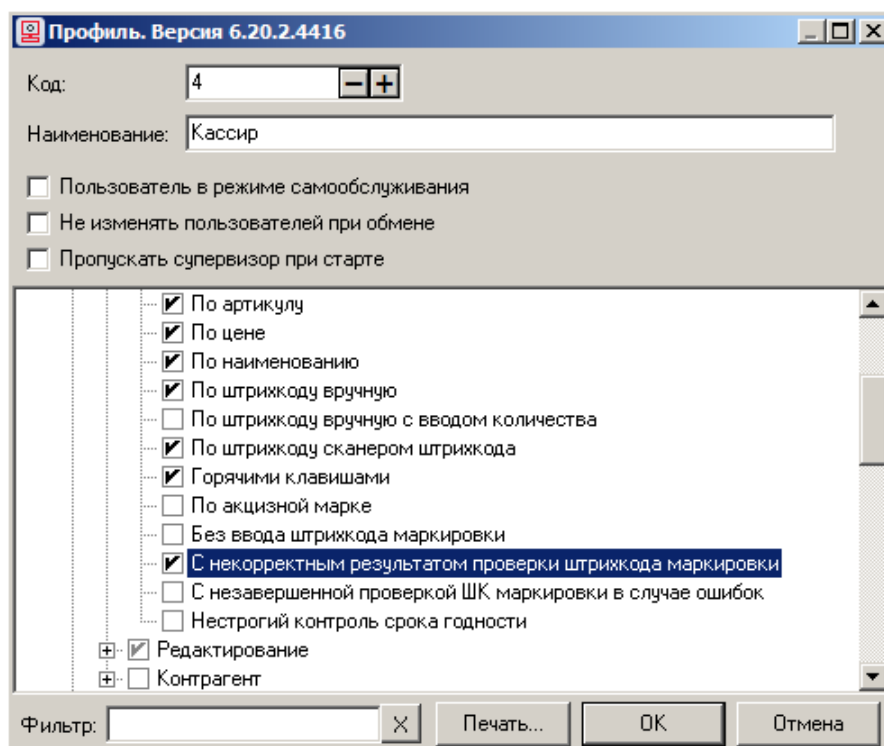 Профиль. Версия 6.20.2.4416
Код: 4
Наименование: Кассир
Пользователь в режиме самообслуживания
Не изменять пользователей при обмене
Пропускать супервизор при старте
По артикулу
По цене
По наименованию
По штрихкоду вручную
По штрихкоду вручную с вводом количества
По штрихкоду сканером штрихкода
Горячими клавишами
По акцизной марке
Без ввода штрихкода маркировки
С некорректным результатом проверки штрихкода маркировки
С незавершенной проверкой ШК маркировки в случае ошибок
Нестрогий контроль срока годности
Редактирование
Контрагент
Фильтр: X Печать... OK Отмена